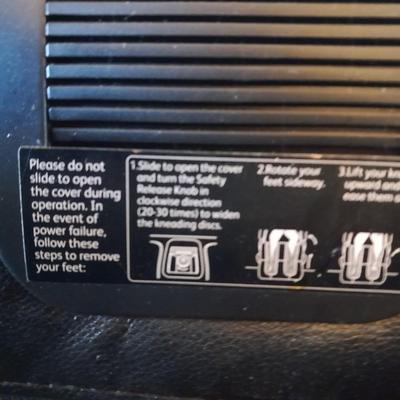 Please do not
slide to open
the cover during
operation. In
the event of
power failure,
follow these
steps to remove
your feet:
1.Slide to open the cover
and turn the Safety
Release Knob in
clockwise direction
(20-30 times) to widen
the kneading discs.
2.Rotate your
feet sideway.
3.Lift your
upward and
ease them